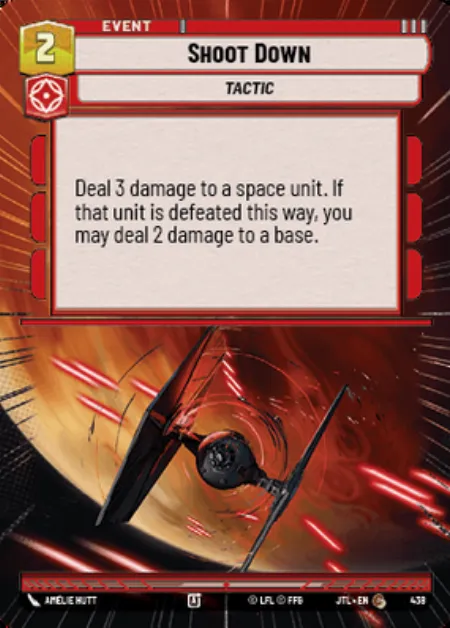 EVENT
2
SHOOT DOWN
TACTIC
Deal 3 damage to a space unit. If
that unit is defeated this way, you
may deal 2 damage to a base.
AMÉLIE HUTT
Ⓒ LFL Ⓒ FFG
JTL • EN
438